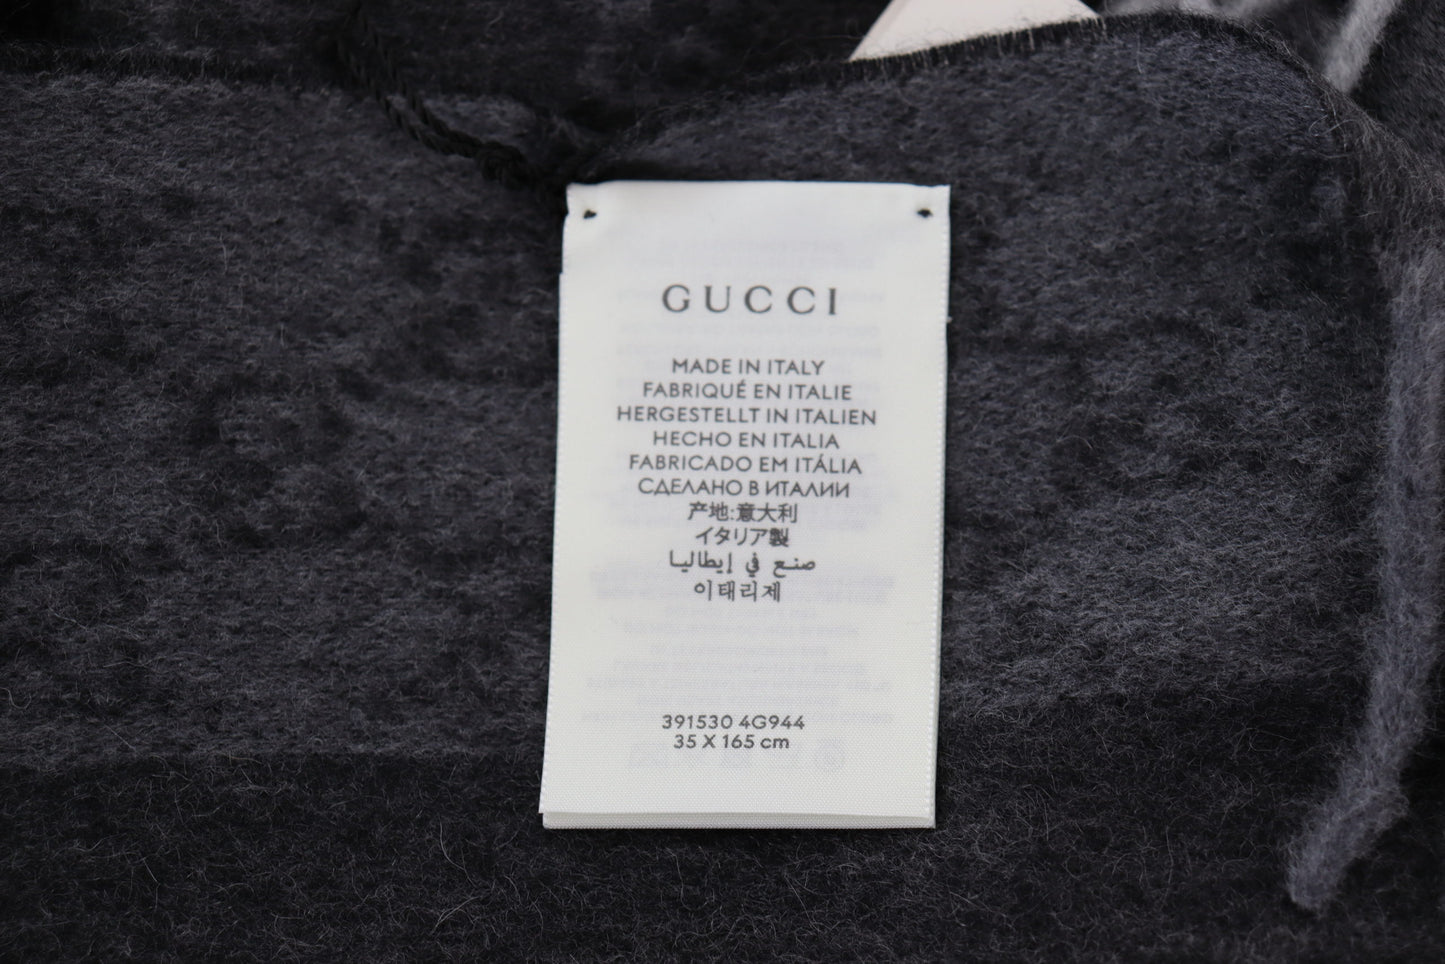 GUCCI
MADE IN ITALY
FABRIQUÉ EN ITALIE
HERGESTELLT IN ITALIEN
HECHO EN ITALIA
FABRICADO EM ITÁLIA
СДЕЛАНО В ИТАЛИИ
产地:意大利
イタリア製
صنع في إيطاليا
이태리제
391530 4G944
35 X 165 cm